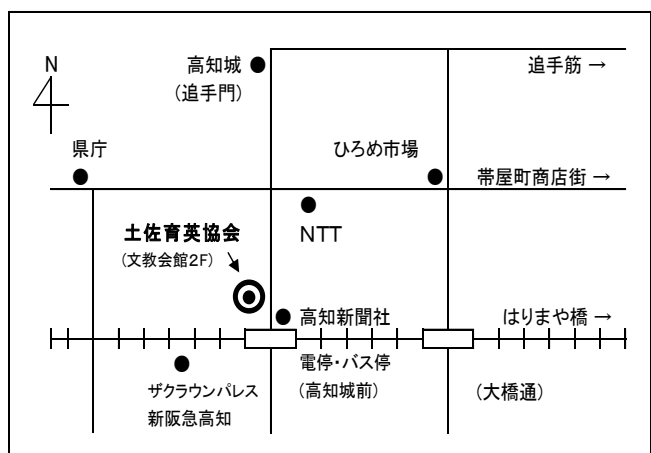 N
高知城
(追手門)
追手筋 →
県庁
ひろめ市場
帯屋町商店街 →
土佐育英協会
(文教会館2F)
NTT
高知新聞社
はりまや橋 →
電停・バス停
(高知城前)
(大橋通)
ザクラウンパレス
新阪急高知